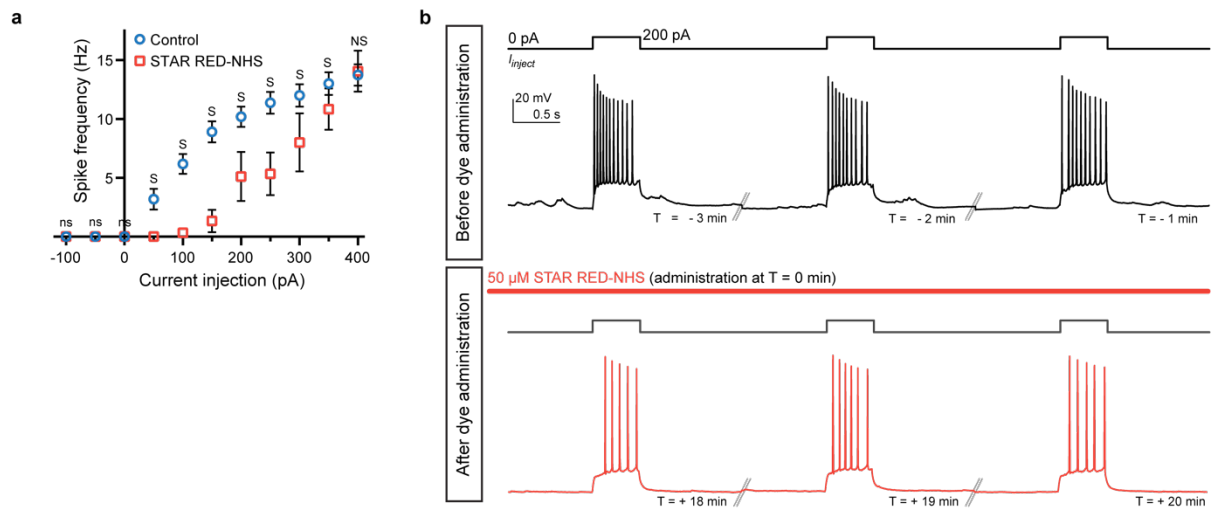 a
Control
STAR RED-NHS
Spike frequency (Hz)
15
10
5
ns ns ns S S S S S S S NS
-100 0 100 200 300 400
Current injection (pA)
b
Before dye administration
0 pA
200 pA
Iinject
20 mV
0.5 s
T = - 3 min
T = - 2 min
T = - 1 min
After dye administration
50 µM STAR RED-NHS (administration at T = 0 min)
T = + 18 min
T = + 19 min
T = + 20 min